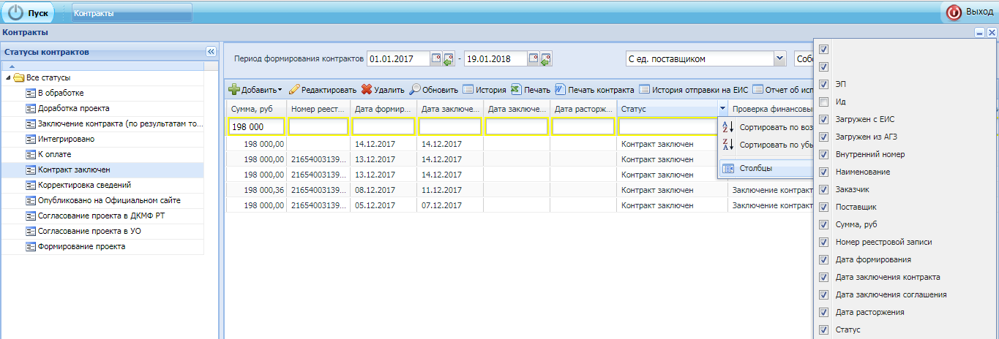 Пуск
Контракты
Выход
Контракты
Статусы контрактов
Все статусы
В обработке
Доработка проекта
Заключение контракта (по результатам то...
Интегрировано
К оплате
Контракт заключен
Корректировка сведений
Опубликовано на Официальном сайте
Согласование проекта в ДКМФ РТ
Согласование проекта в УО
Формирование проекта
Период формирования контрактов 01.01.2017 - 19.01.2018 С ед. поставщиком
Добавить Редактировать Удалить Обновить История Печать Печать контракта История отправки на ЕИС Отчет об исп
Сумма, руб Номер реест... Дата формир... Дата заключе... Дата заключе... Дата расторж... Статус Проверка финансовы
198 000
198 000,00 14.12.2017 14.12.2017 Контракт заключен
198 000,00 21654003139... 13.12.2017 14.12.2017 Контракт заключен
198 000,00 21654003139... 13.12.2017 14.12.2017 Контракт заключен
198 000,36 21654003139... 08.12.2017 11.12.2017 Контракт заключен Заключение контракт
198 000,00 21654003139... 05.12.2017 07.12.2017 Контракт заключен Заключение контракт
Сортировать по воз
Сортировать по убы
Столбцы
ЭП
Ид
Загружен с ЕИС
Загружен из АГЗ
Внутренний номер
Наименование
Заказчик
Поставщик
Сумма, руб
Номер реестровой записи
Дата формирования
Дата заключения контракта
Дата заключения соглашения
Дата расторжения
Статус